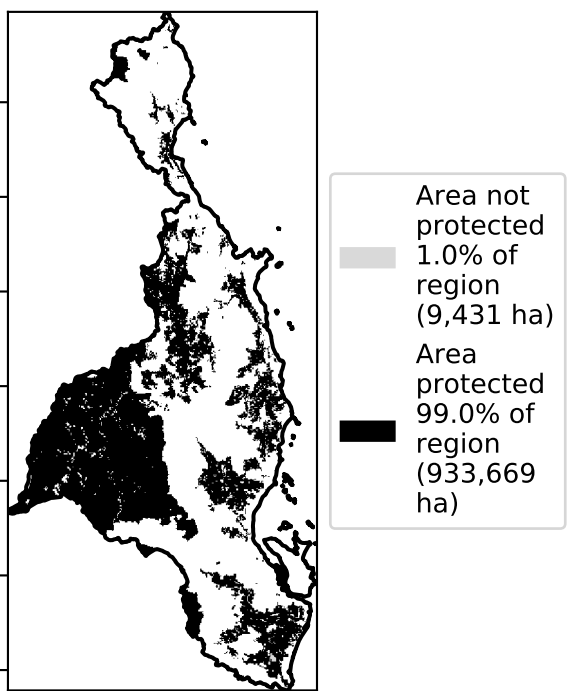 Area not
protected
1.0% of
region
(9,431 ha)
Area
protected
99.0% of
region
(933,669
ha)